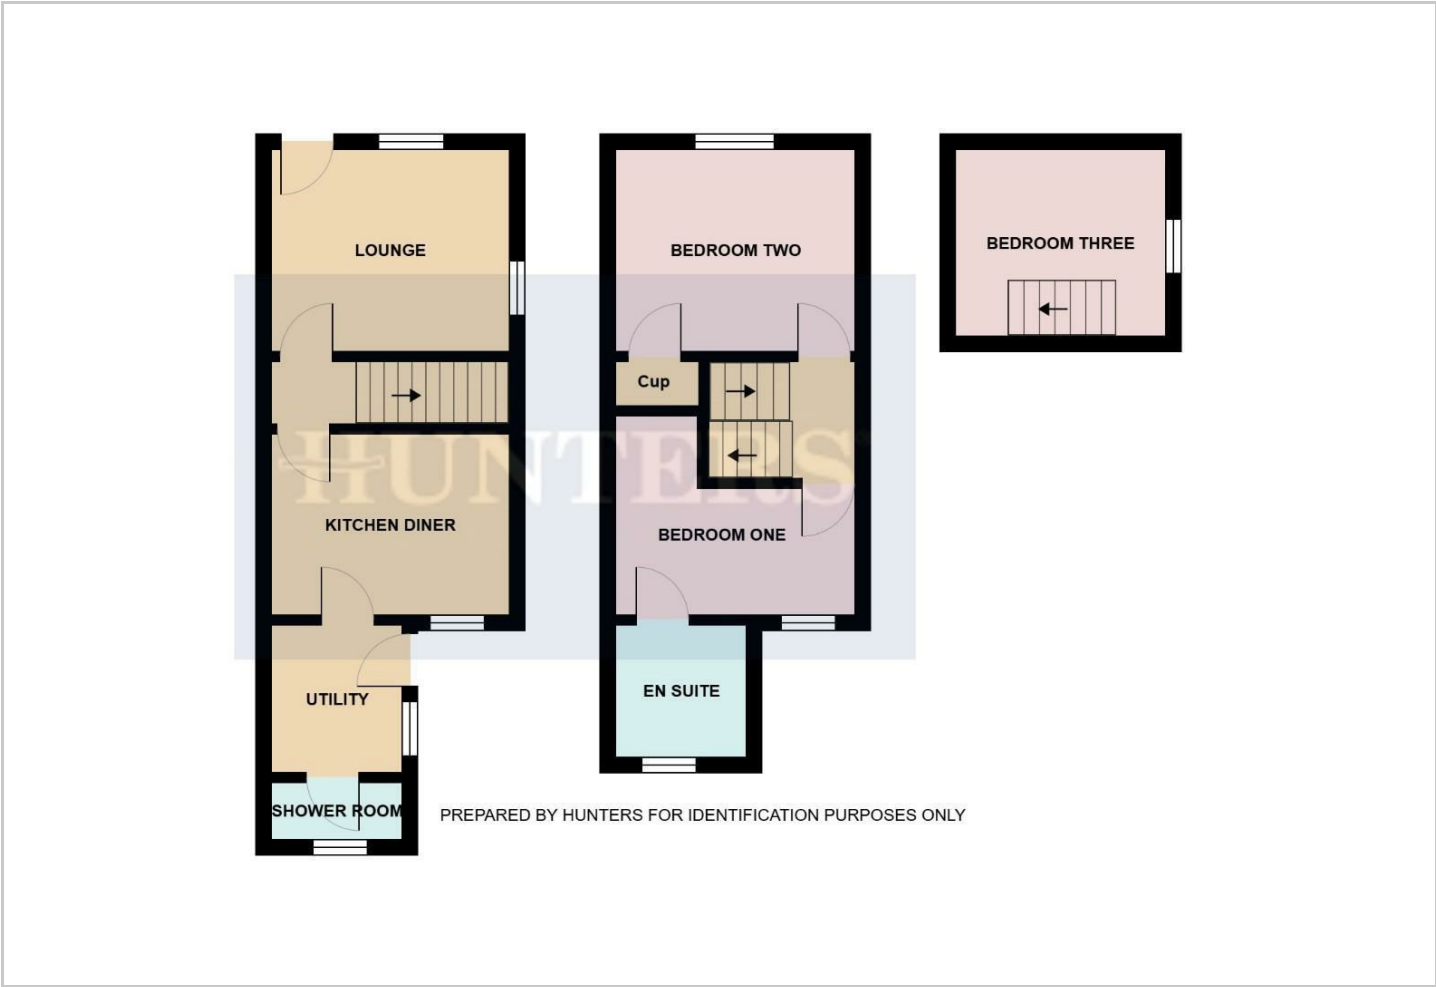 LOUNGE
BEDROOM TWO
BEDROOM THREE
Cup
HUNTERS
KITCHEN DINER
BEDROOM ONE
UTILITY
EN SUITE
SHOWER ROOM
PREPARED BY HUNTERS FOR IDENTIFICATION PURPOSES ONLY